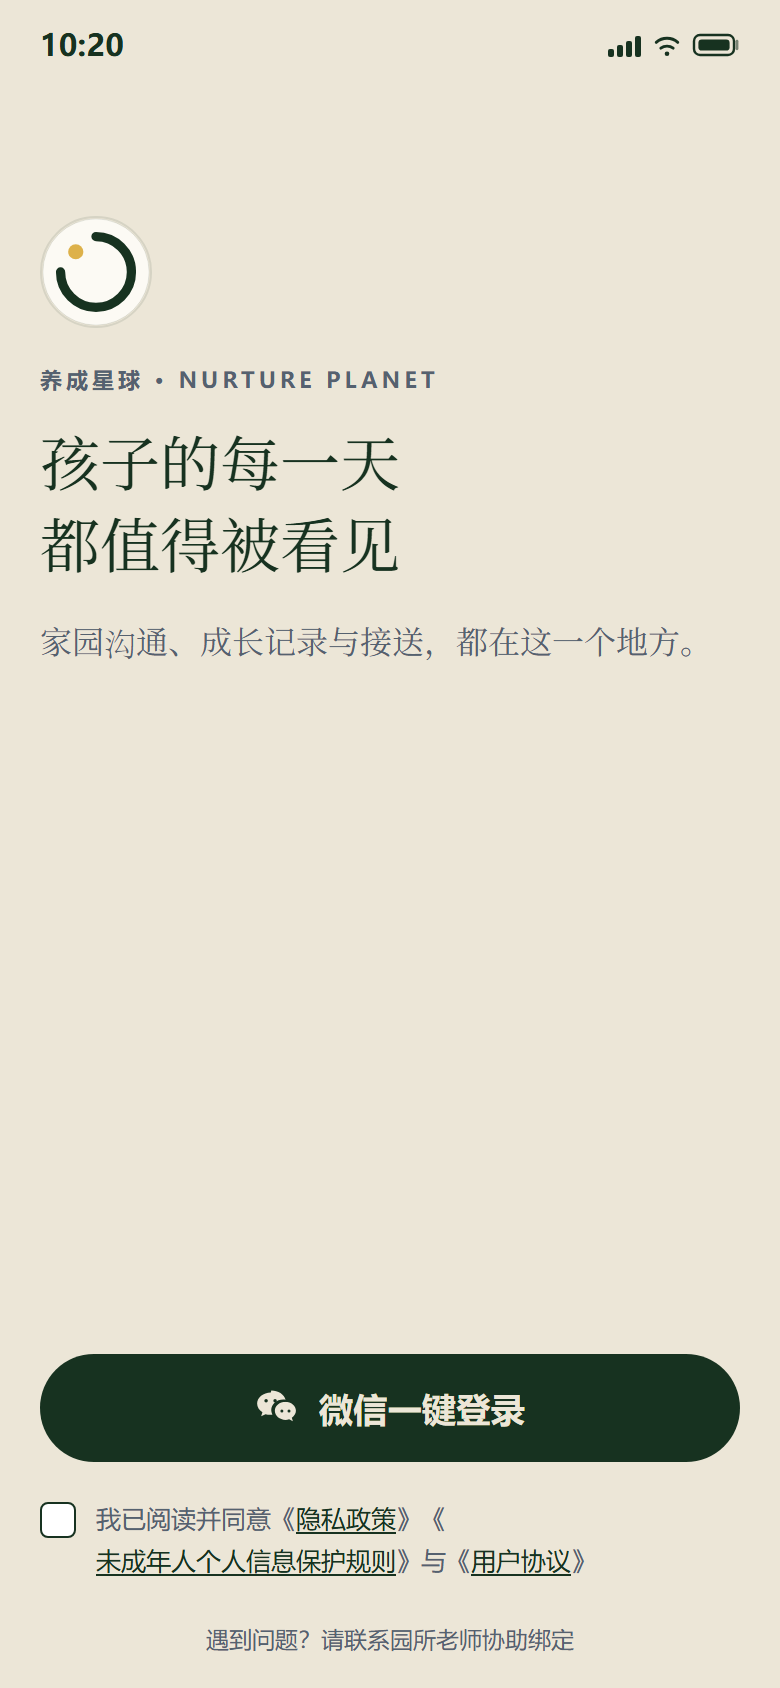 10:20
养成星球 • NURTURE PLANET
孩子的每一天
都值得被看见
家园沟通、成长记录与接送，都在这一个地方。
微信一键登录
我已阅读并同意《隐私政策》《
未成年人个人信息保护规则》与《用户协议》
遇到问题？请联系园所老师协助绑定